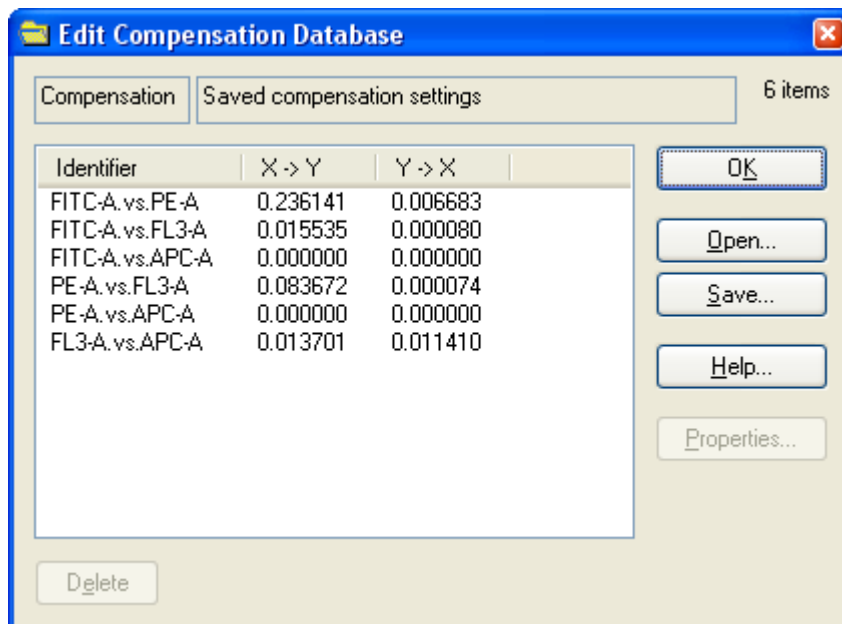 Edit Compensation Database
Compensation Saved compensation settings 6 items
Identifier X -> Y Y -> X
FITC-A.vs.PE-A 0.236141 0.006683
FITC-A.vs.FL3-A 0.015535 0.000080
FITC-A.vs.APC-A 0.000000 0.000000
PE-A.vs.FL3-A 0.083672 0.000074
PE-A.vs.APC-A 0.000000 0.000000
FL3-A.vs.APC-A 0.013701 0.011410
OK
Open...
Save...
Help...
Properties...
Delete